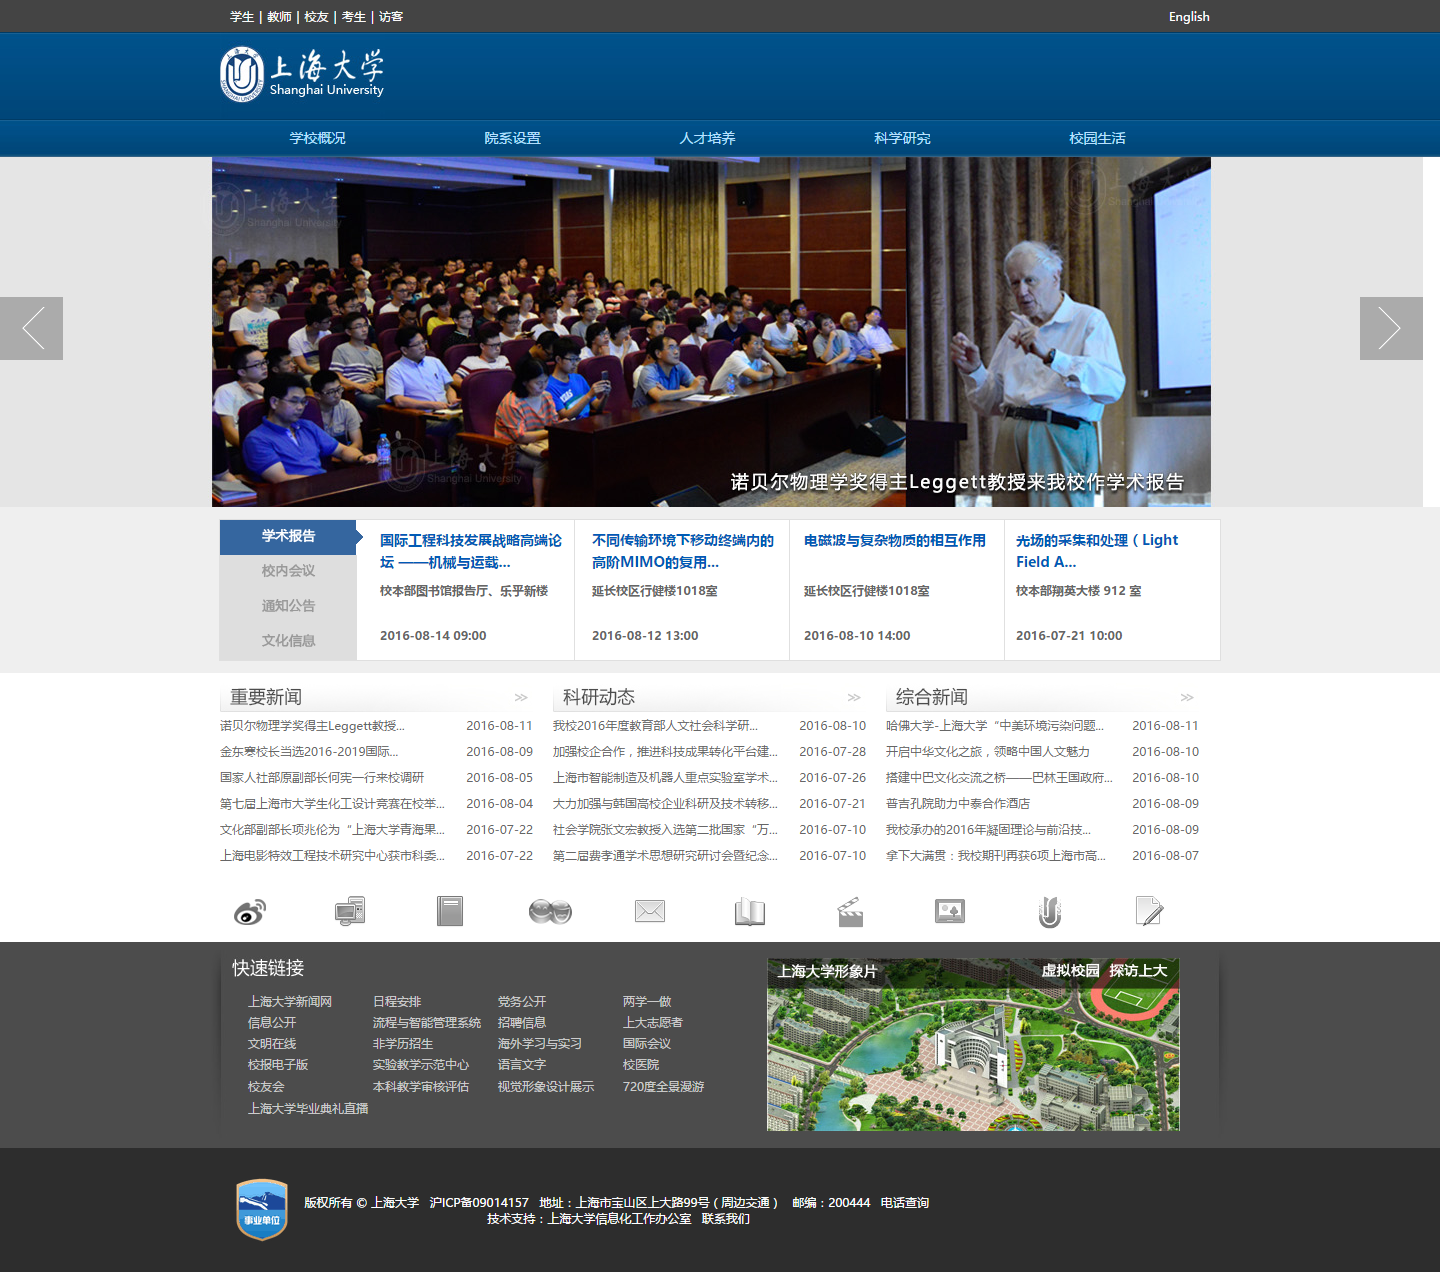 学生 | 教师 | 校友 | 考生 | 访客
English
上海大学
Shanghai University
学校概况
院系设置
人才培养
科学研究
校园生活
上海大学
Shanghai University
上海大学
Shanghai University
上海大学
Shanghai University
诺贝尔物理学奖得主Leggett教授来我校作学术报告
学术报告
校内会议
通知公告
文化信息
国际工程科技发展战略高端论
坛 ——机械与运载...
校本部图书馆报告厅、乐乎新楼
2016-08-14 09:00
不同传输环境下移动终端内的
高阶MIMO的复用...
延长校区行健楼1018室
2016-08-12 13:00
电磁波与复杂物质的相互作用
延长校区行健楼1018室
2016-08-10 14:00
光场的采集和处理（Light
Field A...
校本部翔英大楼 912 室
2016-07-21 10:00
重要新闻
诺贝尔物理学奖得主Leggett教授... 2016-08-11
金东寒校长当选2016-2019国际... 2016-08-09
国家人社部原副部长何宪一行来校调研 2016-08-05
第七届上海市大学生化工设计竞赛在校举... 2016-08-04
文化部副部长项兆伦为“上海大学青海果... 2016-07-22
上海电影特效工程技术研究中心获市科委... 2016-07-22
科研动态
我校2016年度教育部人文社会科学研... 2016-08-10
加强校企合作，推进科技成果转化平台建... 2016-07-28
上海市智能制造及机器人重点实验室学术... 2016-07-26
大力加强与韩国高校企业科研及技术转移... 2016-07-21
社会学院张文宏教授入选第二批国家“万... 2016-07-10
第二届费孝通学术思想研究研讨会暨纪念... 2016-07-10
综合新闻
哈佛大学-上海大学“中美环境污染问题... 2016-08-11
开启中华文化之旅，领略中国人文魅力 2016-08-10
搭建中巴文化交流之桥——巴林王国政府... 2016-08-10
普吉孔院助力中泰合作酒店 2016-08-09
我校承办的2016年凝固理论与前沿技... 2016-08-09
拿下大满贯：我校期刊再获6项上海市高... 2016-08-07
快速链接
上海大学新闻网 日程安排 党务公开 两学一做
信息公开 流程与智能管理系统 招聘信息 上大志愿者
文明在线 非学历招生 海外学习与实习 国际会议
校报电子版 实验教学示范中心 语言文字 校医院
校友会 本科教学审核评估 视觉形象设计展示 720度全景漫游
上海大学毕业典礼直播
上海大学形象片
虚拟校园 探访上大
事业单位
版权所有 © 上海大学 沪ICP备09014157 地址：上海市宝山区上大路99号（周边交通） 邮编：200444 电话查询
技术支持：上海大学信息化工作办公室 联系我们